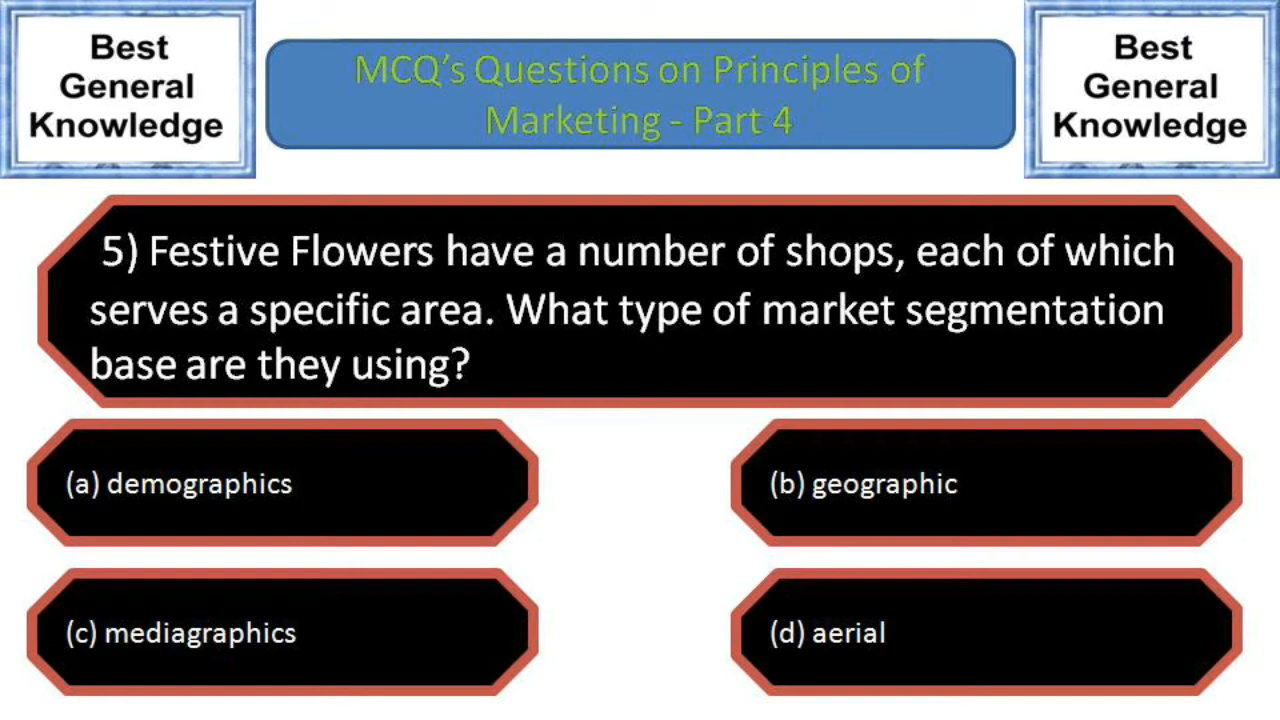 Best
General
Knowledge
MCQ's Questions on Principles of
Marketing - Part 4
Best
General
Knowledge
5) Festive Flowers have a number of shops, each of which
serves a specific area. What type of market segmentation
base are they using?
(a) demographics
(b) geographic
(c) mediagraphics
(d) aerial